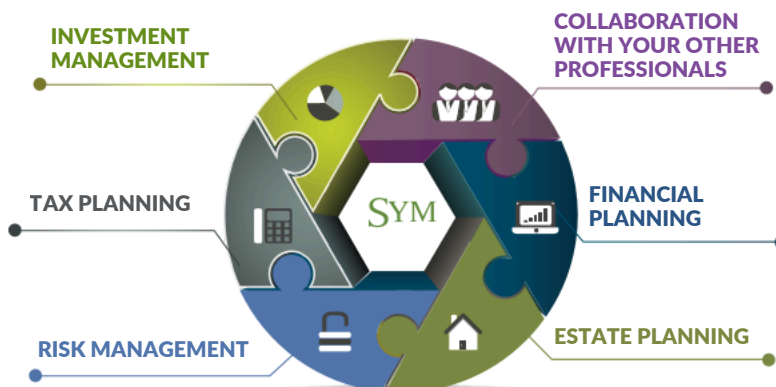 INVESTMENT
MANAGEMENT
COLLABORATION
WITH YOUR OTHER
PROFESSIONALS
TAX PLANNING
SYM
FINANCIAL
PLANNING
RISK MANAGEMENT
ESTATE PLANNING